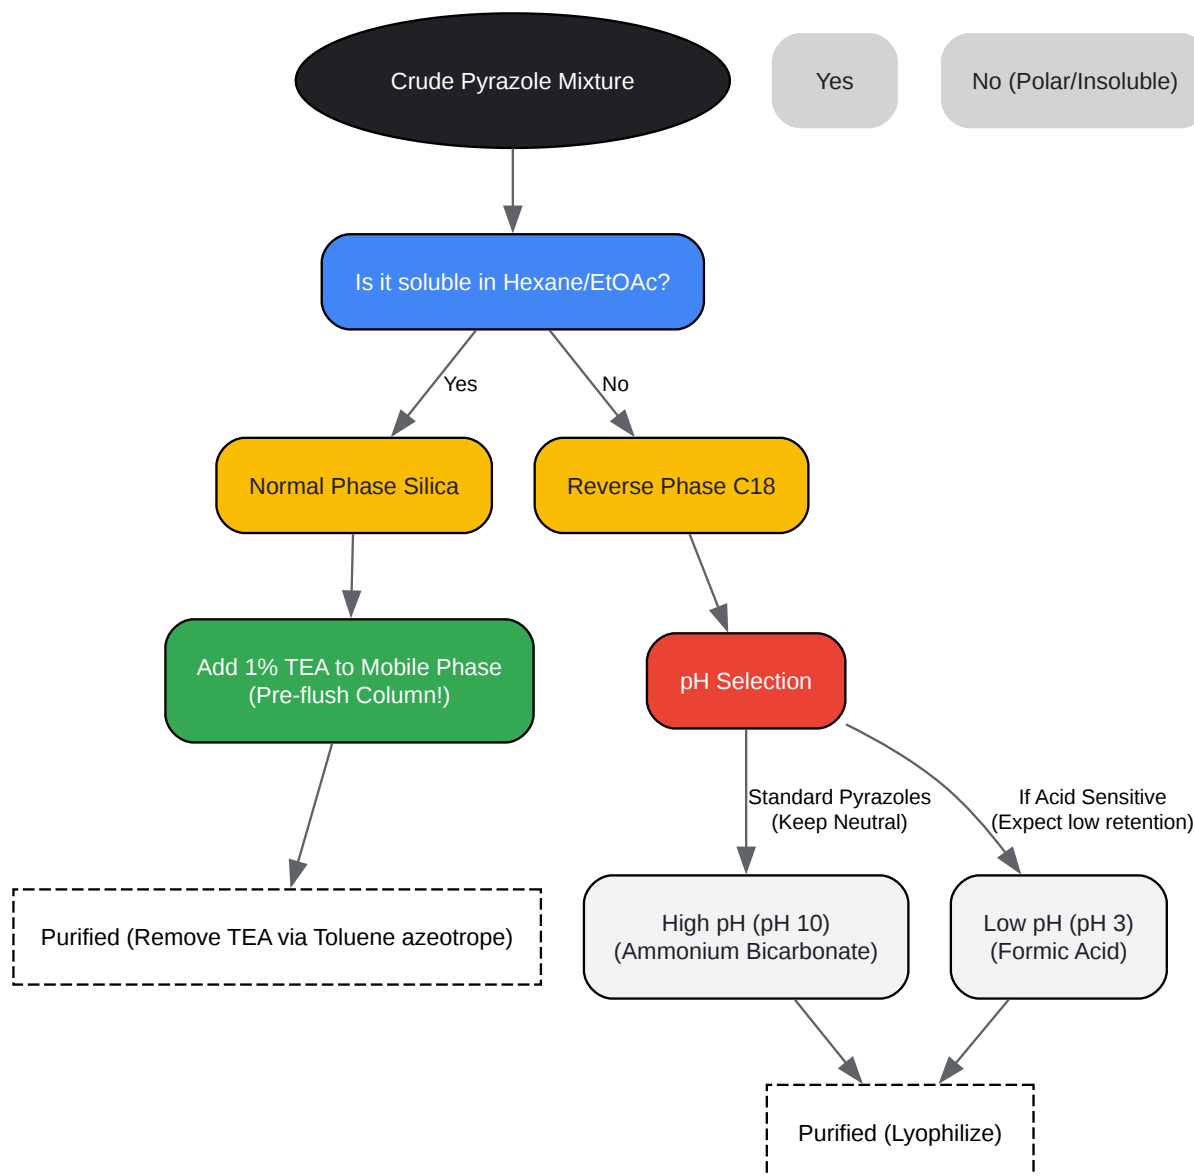 Crude Pyrazole Mixture
Yes
No (Polar/Insoluble)
Is it soluble in Hexane/EtOAc?
Yes
No
Normal Phase Silica
Reverse Phase C18
Add 1% TEA to Mobile Phase
(Pre-flush Column!)
pH Selection
Standard Pyrazoles
(Keep Neutral)
If Acid Sensitive
(Expect low retention)
Purified (Remove TEA via Toluene azeotrope)
High pH (pH 10)
(Ammonium Bicarbonate)
Low pH (pH 3)
(Formic Acid)
Purified (Lyophilize)